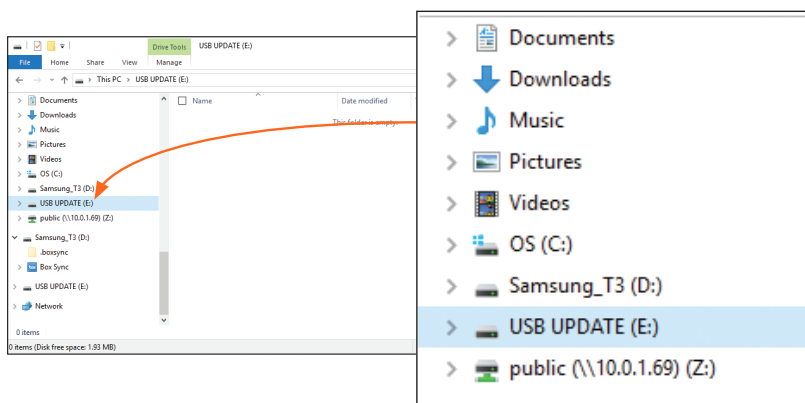 Drive Tools USB UPDATE (E:)
File Home Share View Manage
This PC > USB UPDATE (E:)
Name Date modified
This folder is empty.
Documents
Downloads
Music
Pictures
Videos
OS (C:)
Samsung_T3 (D:)
USB UPDATE (E:)
public (\\10.0.1.69) (Z:)
Samsung_T3 (D:)
.boxsync
Box Sync
USB UPDATE (E:)
Network
0 items
0 items (Disk free space: 1.93 MB)
Documents
Downloads
Music
Pictures
Videos
OS (C:)
Samsung_T3 (D:)
USB UPDATE (E:)
public (\\10.0.1.69) (Z:)